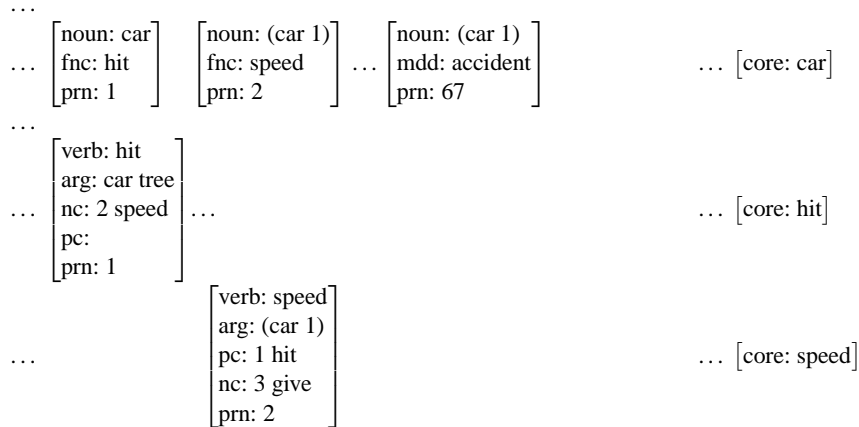 ...
... [noun: car [noun: (car 1)] ... [noun: (car 1)
fnc: hit fnc: speed mdd: accident ... [core: car]
prn: 1] prn: 2] prn: 67]
...
[verb: hit
arg: car tree
... nc: 2 speed ... ... [core: hit]
pc:
prn: 1]
[verb: speed
arg: (car 1)
... pc: 1 hit ... [core: speed]
nc: 3 give
prn: 2]